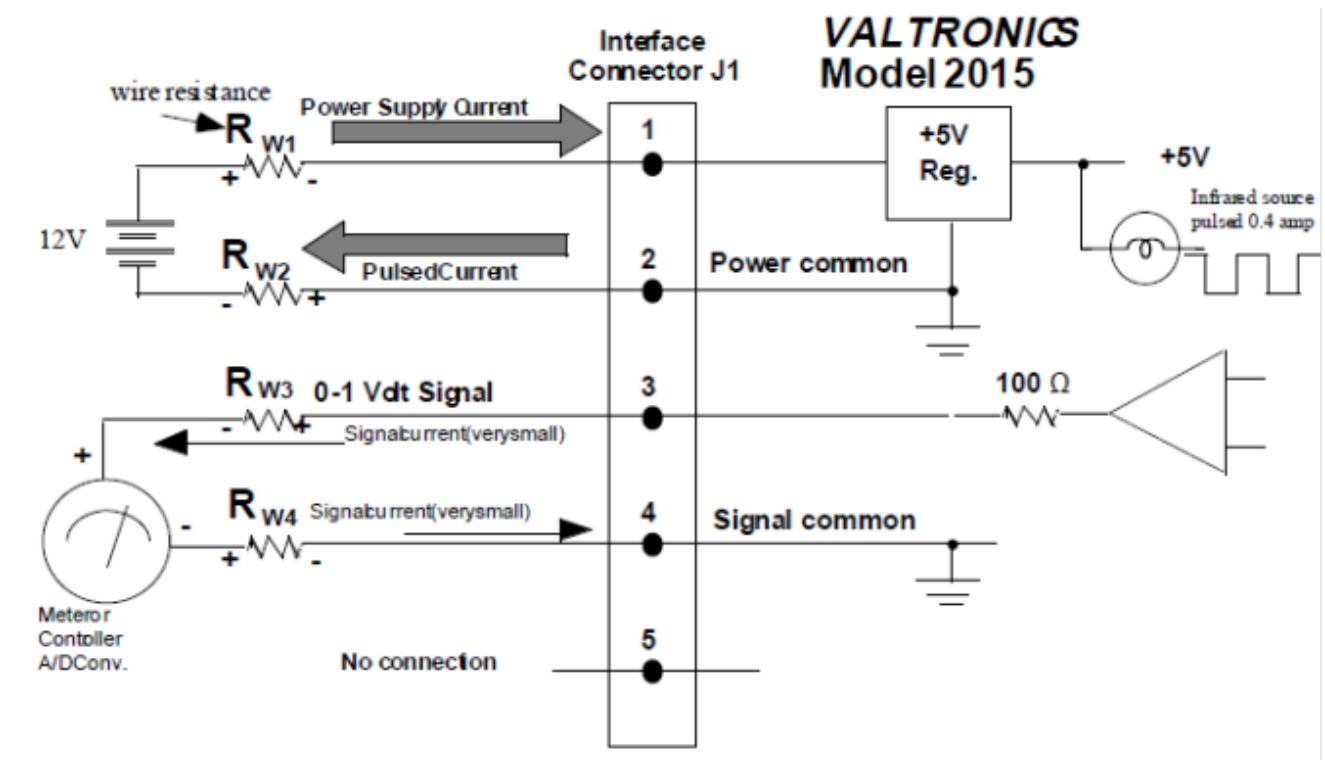 VALTRONICS
Model 2015
Interface
Connector J1
wire resistance
Power Supply Current
R W1
+ -
1
+5V
Reg.
+5V
Infrared source
pulsed 0.4 amp
12V
R W2
PulsedCurrent
- +
2
Power common
R W3
0-1 Volt Signal
- +
Signalcurrent(verysmall)
3
100 Ω
+
-
R W4
Signalcurrent(verysmall)
+ -
4
Signal common
Meteror
Contoller
A/DConv.
No connection
5